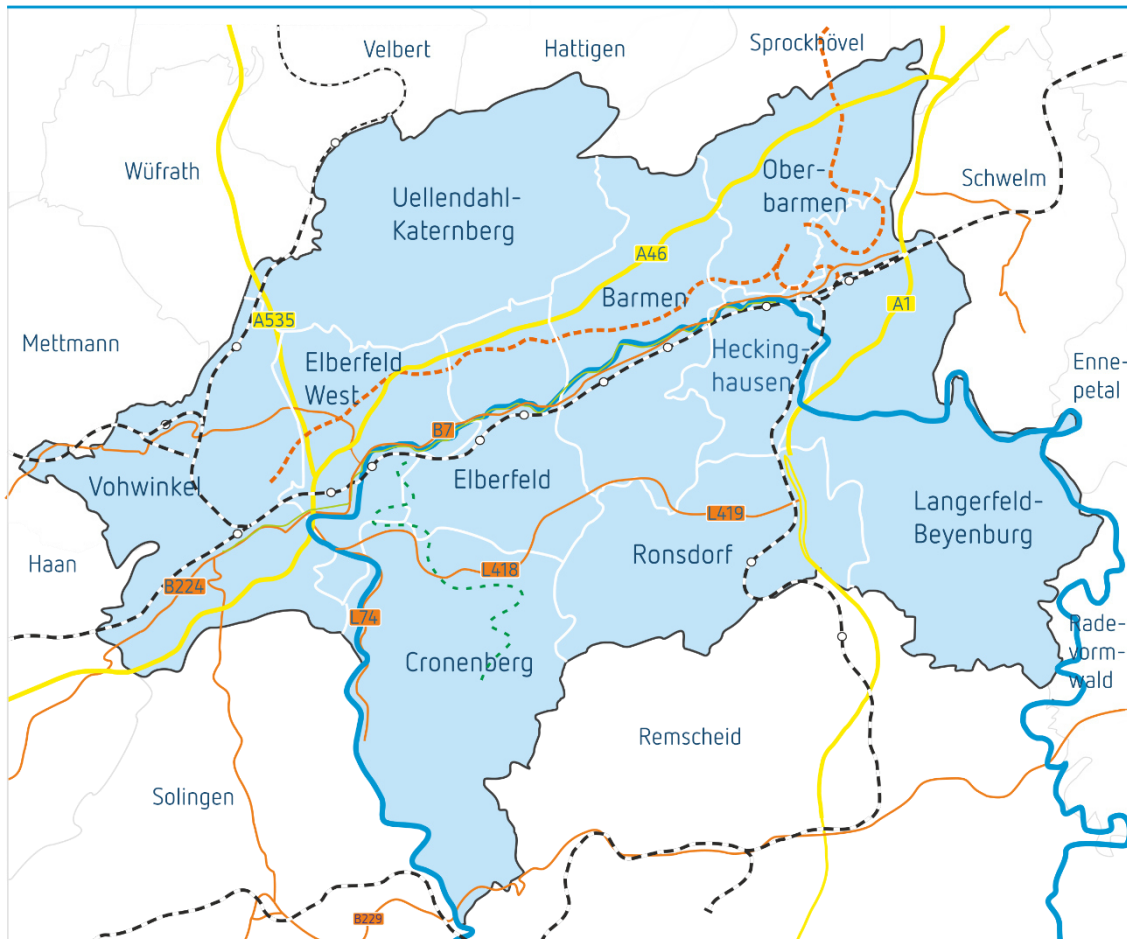 Velbert
Hattigen
Sprockhövel
Wüfrath
Uellendahl-
Katernberg
Ober-
barmen
Schwelm
A46
Barmen
A1
A535
Mettmann
Elberfeld
West
Hecking-
hausen
Enne-
petal
B7
Vohwinkel
Elberfeld
Langerfeld-
Beyenburg
L419
Haan
Ronsdorf
L418
B224
L74
Rade-
vorm-
wald
Cronenberg
Remscheid
Solingen
B229